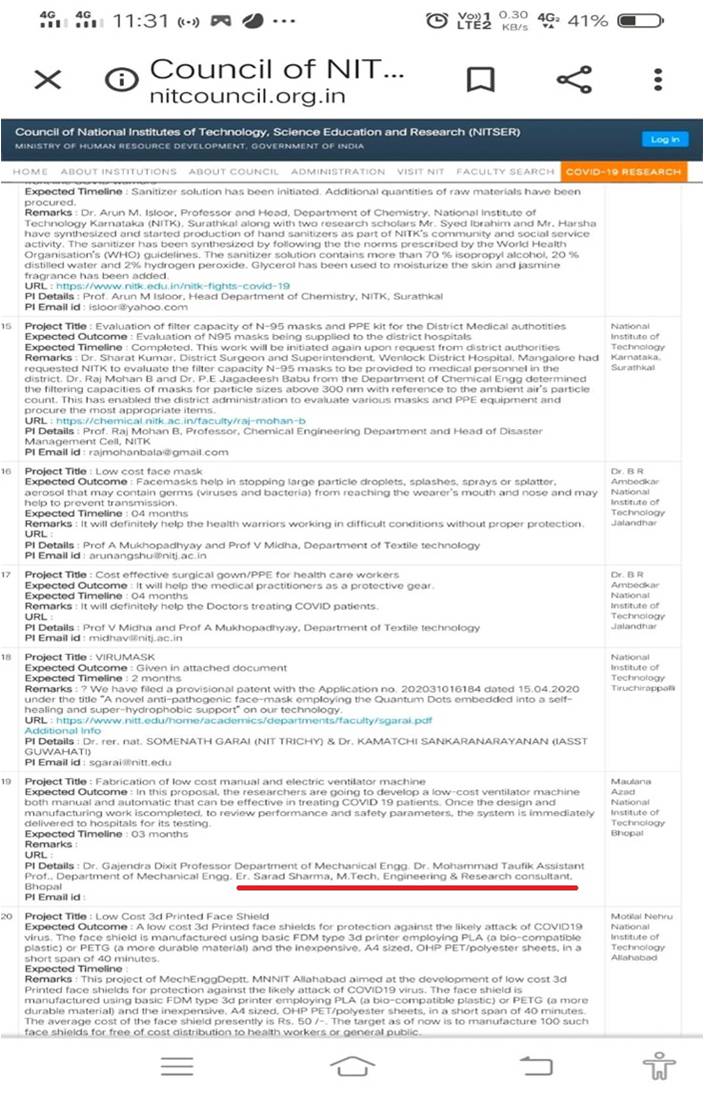 4G 4G 11:31 ... Vo)) 1 LTE2 0.30 KB/s 4G 41%
Council of NIT...
nitcouncil.org.in
Council of National Institutes of Technology, Science Education and Research (NITSER)
MINISTRY OF HUMAN RESOURCE DEVELOPMENT, GOVERNMENT OF INDIA
Log in
HOME ABOUT INSTITUTIONS ABOUT COUNCIL ADMINISTRATION VISIT NIT FACULTY SEARCH COVID-19 RESEARCH
Expected Timeline : Sanitizer solution has been initiated. Additional quantities of raw materials have been
procured.
Remarks : Dr. Arun M. Isloor, Professor and Head, Department of Chemistry, National Institute of
Technology Karnataka (NITK), Surathkal along with two research scholars Mr. Syed Ibrahim and Mr. Harsha
have synthesized and started production of hand sanitizers as part of NITK's community and social service
activity. The sanitizer has been synthesized by following the the norms prescribed by the World Health
Organisation's (WHO) guidelines. The sanitizer solution contains more than 70 % isopropyl alcohol, 20 %
distilled water and 2% hydrogen peroxide. Glycerol has been used to moisturize the skin and jasmine
fragrance has been added.
URL : https://www.nitk.edu.in/nitk-fights-covid-19
PI Details : Prof. Arun M Isloor, Head Department of Chemistry, NITK, Surathkal
PI Email id : isloor@yahoo.com
15 Project Title : Evaluation of filter capacity of N-95 masks and PPE kit for the District Medical authotities
Expected Outcome : Evaluation of N95 masks being supplied to the district hospitals
Expected Timeline : Completed. This work will be initiated again upon request from district authorities
Remarks : Dr. Sharat Kumar, District Surgeon and Superintendent, Wenlock District Hospital, Mangalore had
requested NITK to evaluate the filter capacity N-95 masks to be provided to medical personnel in the
district. Dr. Raj Mohan B and Dr. P.E Jagadeesh Babu from the Department of Chemical Engg determined
the filtering capacities of masks for particle sizes above 300 nm with reference to the ambient air's particle
count. This has enabled the district administration to evaluate various masks and PPE equipment and
procure the most appropriate items.
URL : https://chemical.nitk.ac.in/faculty/raj-mohan-b
PI Details : Prof. Raj Mohan B, Professor, Chemical Engineering Department and Head of Disaster
Management Cell, NITK
PI Email id : rajmohanbala@gmail.com
National
Institute of
Technology
Karnataka,
Surathkal
16 Project Title : Low cost face mask
Expected Outcome : Facemasks help in stopping large particle droplets, splashes, sprays or splatter,
aerosol that may contain germs (viruses and bacteria) from reaching the wearer's mouth and nose and may
help to prevent transmission.
Expected Timeline : 04 months
Remarks : It will definitely help the health warriors working in difficult conditions without proper protection.
URL :
PI Details : Prof A Mukhopadhyay and Prof V Midha, Department of Textile technology
PI Email id : arunangshu@nitj.ac.in
Dr. B R
Ambedkar
National
Institute of
Technology
Jalandhar
17 Project Title : Cost effective surgical gown/PPE for health care workers
Expected Outcome : It will help the medical practitioners as a protective gear.
Expected Timeline : 04 months
Remarks : It will definitely help the Doctors treating COVID patients.
URL :
PI Details : Prof V Midha and Prof A Mukhopadhyay, Department of Textile technology
PI Email id : midhav@nitj.ac.in
Dr. B R
Ambedkar
National
Institute of
Technology
Jalandhar
18 Project Title : VIRUMASK
Expected Outcome : Given in attached document
Expected Timeline : 2 months
Remarks : ? We have filed a provisional patent with the Application no. 202031016184 dated 15.04.2020
under the title "A novel anti-pathogenic face-mask employing the Quantum Dots embedded into a self-
healing and super-hydrophobic support" on our technology.
URL : https://www.nitt.edu/home/academics/departments/faculty/sgarai.pdf
Additional Info
PI Details : Dr. rer. nat. SOMENATH GARAI (NIT TRICHY) & Dr. KAMATCHI SANKARANARAYANAN (IASST
GUWAHATI)
PI Email id : sgarai@nitt.edu
National
Institute of
Technology
Tiruchirappalli
19 Project Title : Fabrication of low cost manual and electric ventilator machine
Expected Outcome : In this proposal, the researchers are going to develop a low-cost ventilator machine
both manual and automatic that can be effective in treating COVID 19 patients. Once the design and
manufacturing work iscompleted, to review performance and safety parameters, the system is immediately
delivered to hospitals for its testing.
Expected Timeline : 03 months
Remarks :
URL :
PI Details : Dr. Gajendra Dixit Professor Department of Mechanical Engg. Dr. Mohammad Taufik Assistant
Prof., Department of Mechanical Engg. Er. Sarad Sharma, M.Tech, Engineering & Research consultant,
Bhopal
PI Email id :
Maulana
Azad
National
Institute of
Technology
Bhopal
20 Project Title : Low Cost 3d Printed Face Shield
Expected Outcome : A low cost 3d Printed face shields for protection against the likely attack of COVID19
virus. The face shield is manufactured using basic FDM type 3d printer employing PLA (a bio-compatible
plastic) or PETG (a more durable material) and the inexpensive, A4 sized, OHP PET/polyester sheets, in a
short span of 40 minutes.
Expected Timeline :
Remarks : This project of MechEnggDeptt, MNNIT Allahabad aimed at the development of low cost 3d
Printed face shields for protection against the likely attack of COVID19 virus. The face shield is
manufactured using basic FDM type 3d printer employing PLA (a bio-compatible plastic) or PETG (a more
durable material) and the inexpensive, A4 sized, OHP PET/polyester sheets, in a short span of 40 minutes.
The average cost of the face shield presently is Rs. 50 /-. The target as of now is to manufacture 100 such
face shields for free of cost distribution to health workers or general public.
Motilal Nehru
National
Institute of
Technology
Allahabad